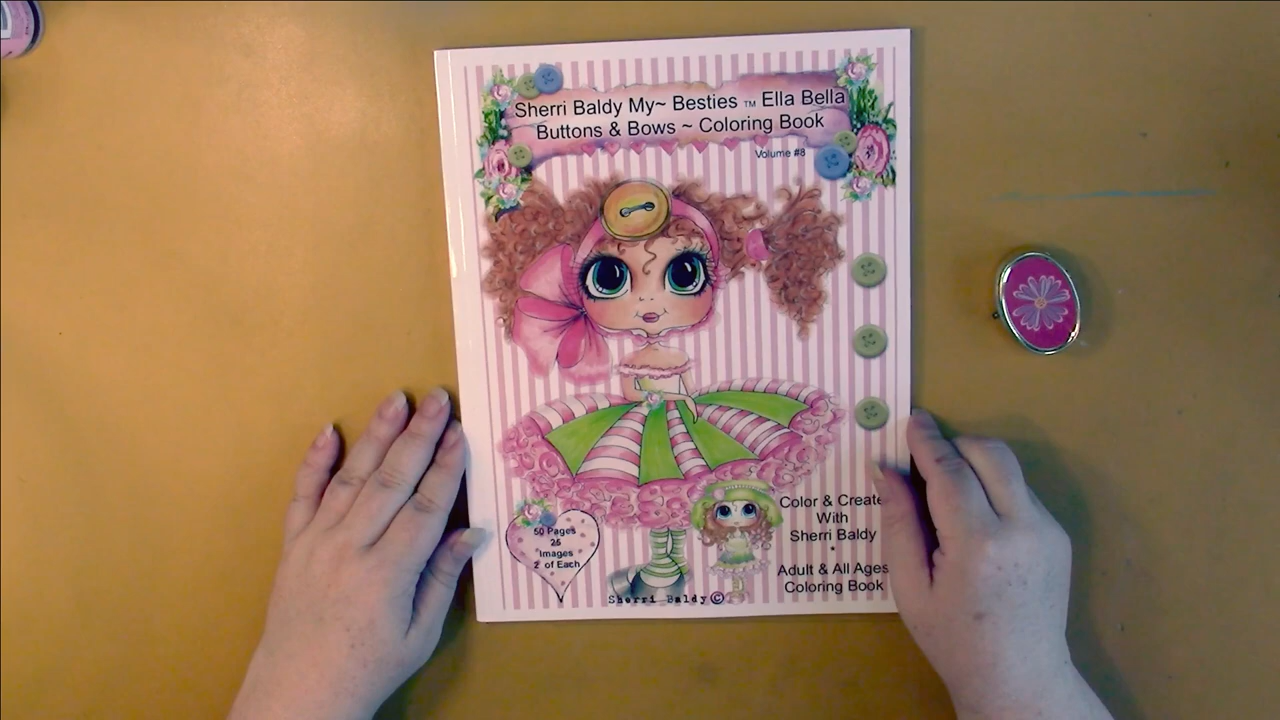 Sherri Baldy My~ Besties TM Ella Bella
Buttons & Bows ~ Coloring Book
Volume #8
50 Pages
25
Images
2 of Each
Color & Create
With
Sherri Baldy
*
Adult & All Ages
Coloring Book
Sherri Baldy ©